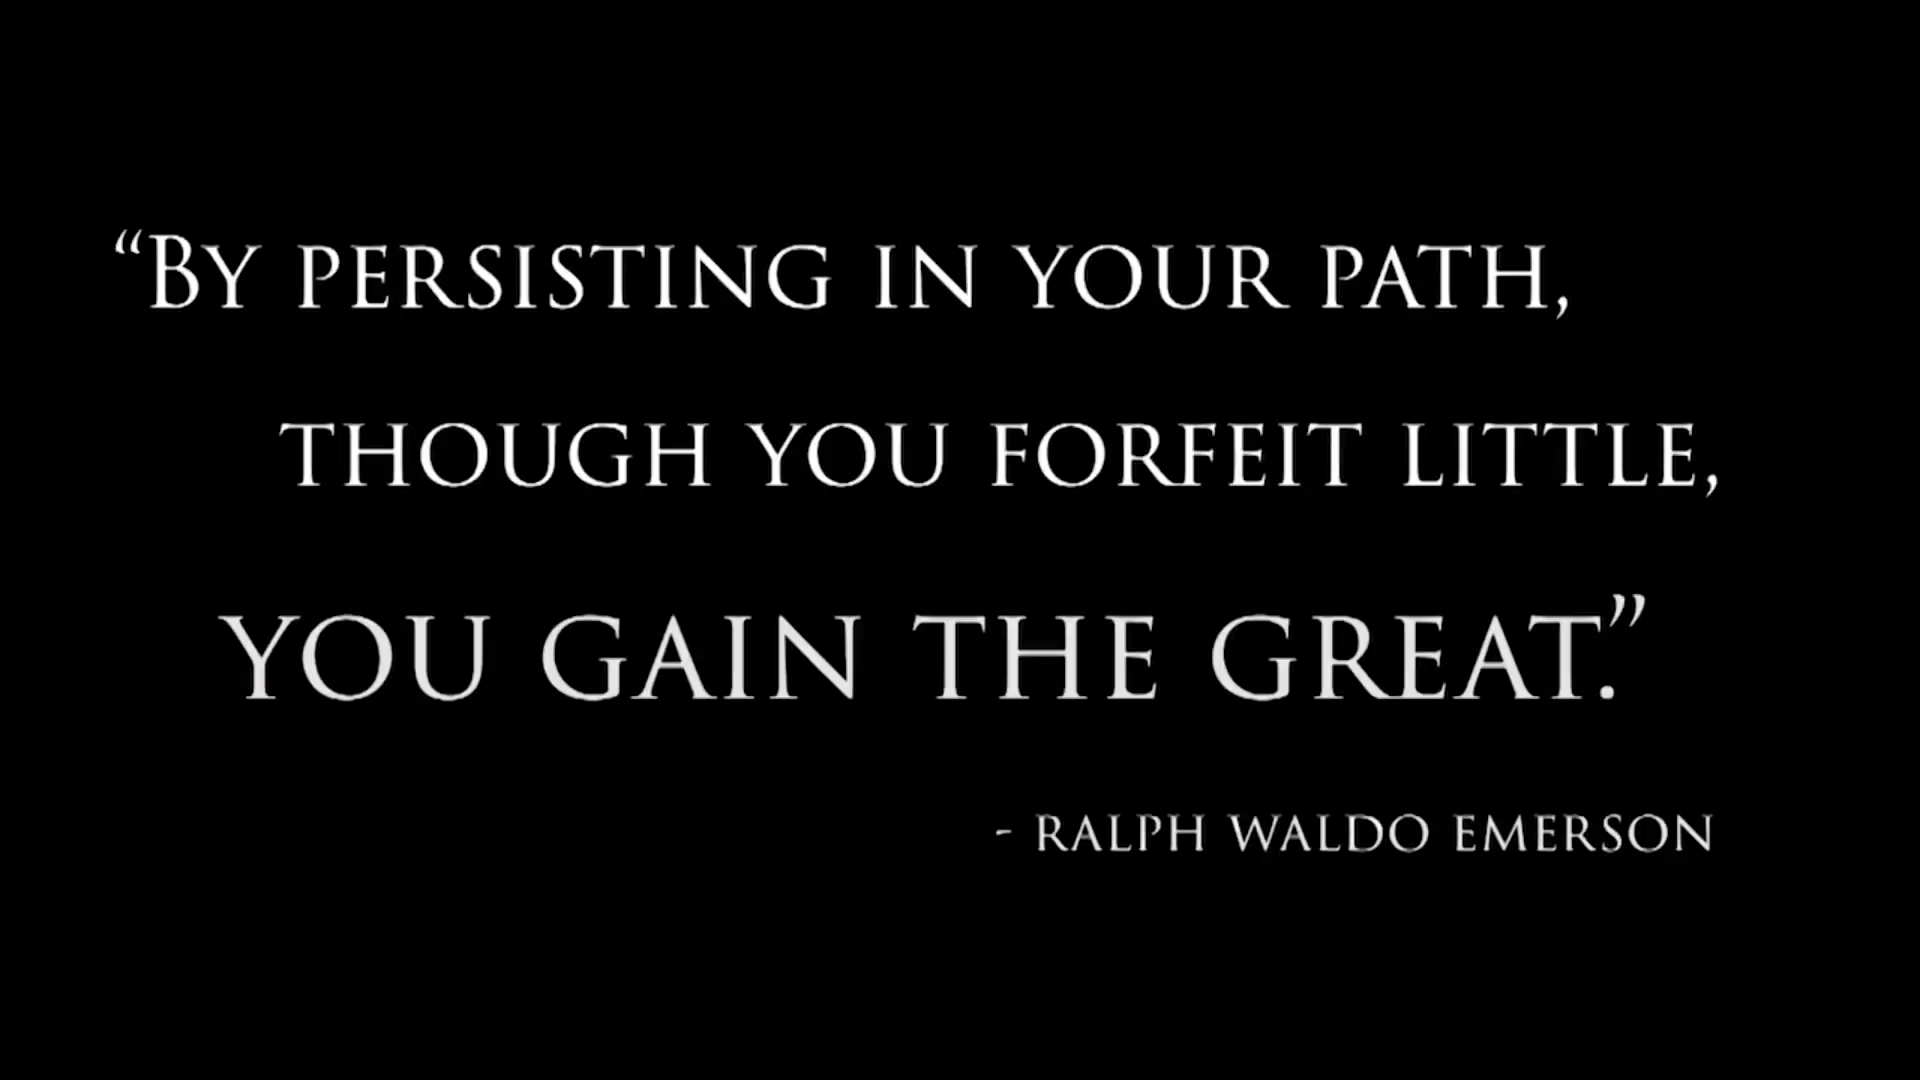 “By persisting in your path,
though you forfeit little,
you gain the great.”
- Ralph Waldo Emerson